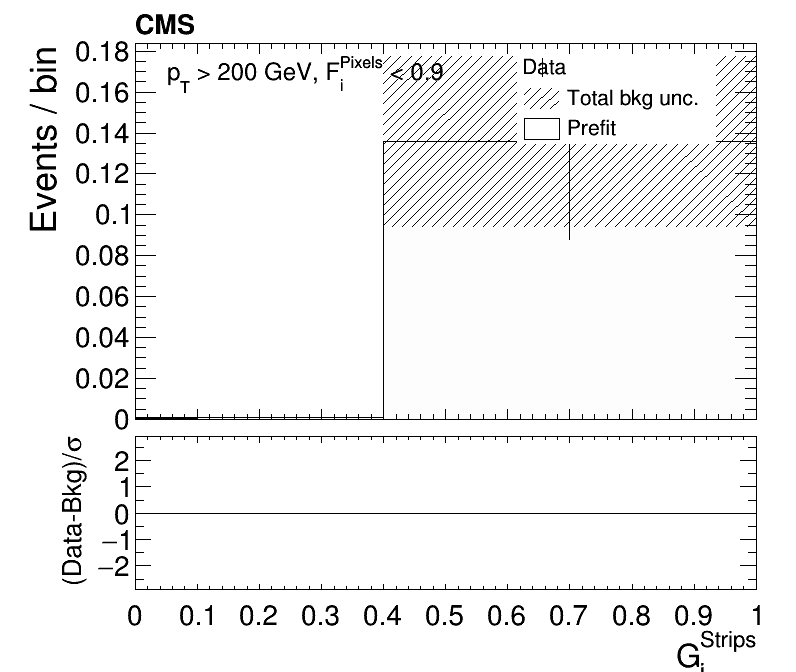 CMS
Events / bin
0.18
0.16
0.14
0.12
0.1
0.08
0.06
0.04
0.02
0
p_T > 200 GeV, F_i^Pixels < 0.9
Data
Total bkg unc.
Prefit
(Data-Bkg)/σ
2
1
0
−1
−2
0 0.1 0.2 0.3 0.4 0.5 0.6 0.7 0.8 0.9 1
G_i^Strips